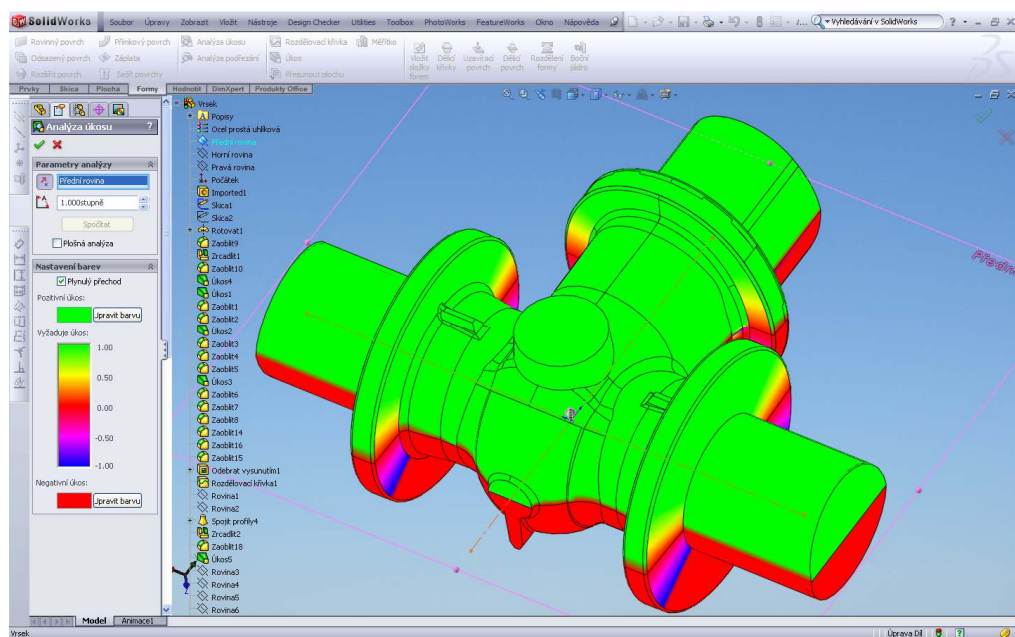 SolidWorks Soubor Úpravy Zobrazit Vložit Nástroje Design Checker Utilities Toolbox PhotoWorks FeatureWorks Okno Nápověda Vyhledávání v SolidWorks
Rovinný povrch Přímkový povrch Analýza úkosu Rozdělovací křivka Měřítko
Odsazený povrch Záplata Analýza podřezání Úkos
Rozšířit povrch Sešít povrchy Přesunout plochu
Vložit složky forem
Dělicí křivky
Uzavírací povrch
Dělicí povrch
Rozdělení formy
Boční jádro
Prvky Skica Plocha Formy Hodnotit DimXpert Produkty Office
Analýza úkosu ?
Parametry analýzy
Přední rovina
1.000stupně
Spočítat
Plošná analýza
Nastavení barev
Plynulý přechod
Pozitivní úkos:
Upravit barvu
Vyžaduje úkos:
1.00
0.50
0.00
-0.50
-1.00
Negativní úkos:
Upravit barvu
Vrsek
Popisy
Ocel prostá uhlíková
Přední rovina
Horní rovina
Pravá rovina
Počátek
Imported1
Skica1
Skica2
Rotovat1
Zaoblit9
Zrcadlit1
Zaoblit10
Úkos4
Úkos1
Zaoblit1
Zaoblit2
Úkos2
Zaoblit3
Zaoblit4
Zaoblit5
Úkos3
Zaoblit6
Zaoblit7
Zaoblit8
Zaoblit14
Zaoblit16
Zaoblit15
Odebrat vysunutím1
Rozdělovací křivka1
Rovina1
Rovina2
Spojit profily4
Zrcadlit2
Zaoblit18
Úkos5
Rovina3
Rovina4
Rovina5
Rovina6
Předn
Z
Model Animace1
Vrsek Úprava Díl